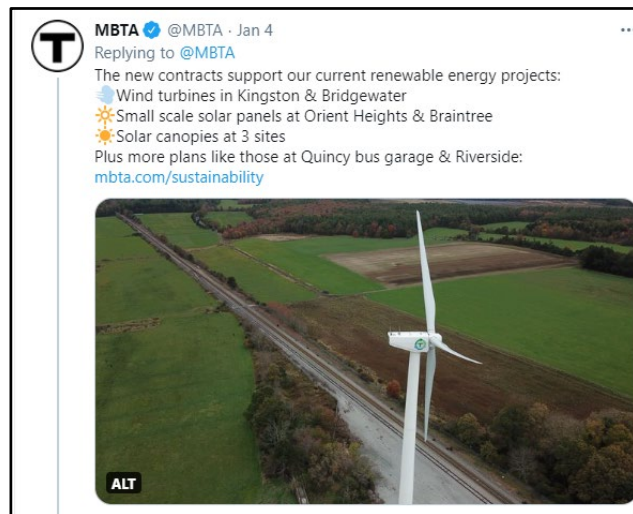 T
MBTA @MBTA · Jan 4
Replying to @MBTA
The new contracts support our current renewable energy projects:
💨Wind turbines in Kingston & Bridgewater
🔆Small scale solar panels at Orient Heights & Braintree
☀️Solar canopies at 3 sites
Plus more plans like those at Quincy bus garage & Riverside:
mbta.com/sustainability
ALT